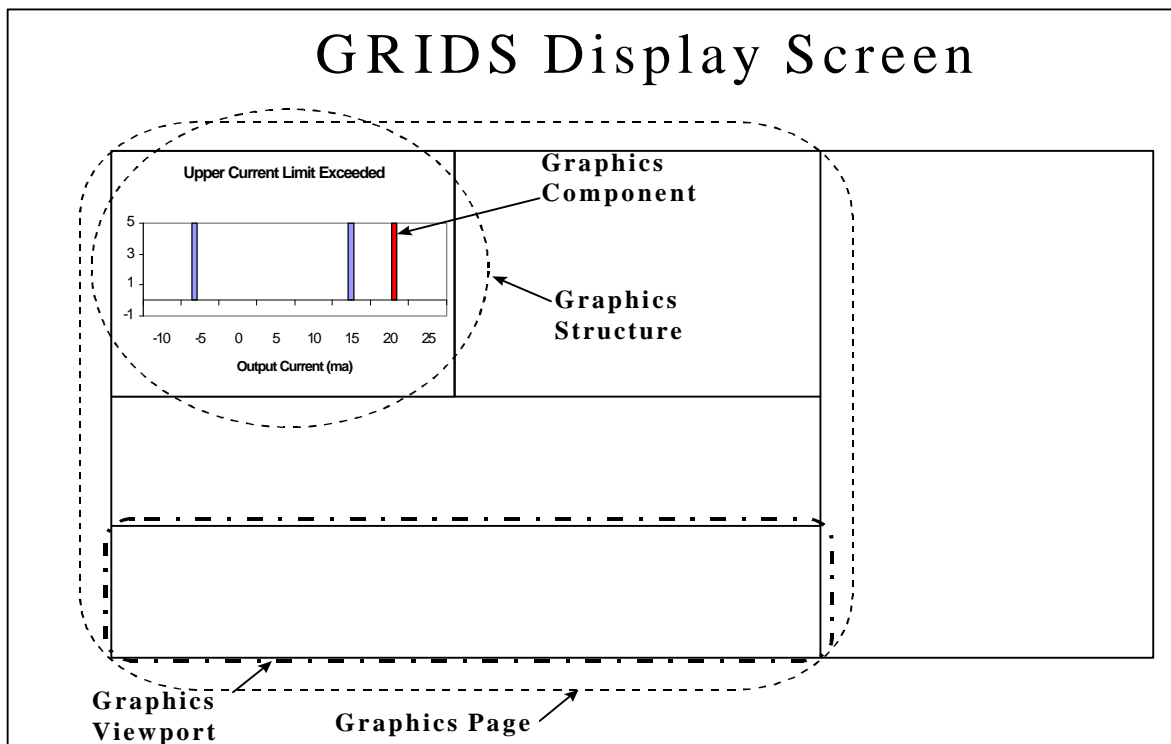 GRIDS Display Screen
Upper Current Limit Exceeded
Graphics
Component
5
3
1
-1
-10 -5 0 5 10 15 20 25
Output Current (ma)
Graphics
Structure
Graphics
Viewport
Graphics Page